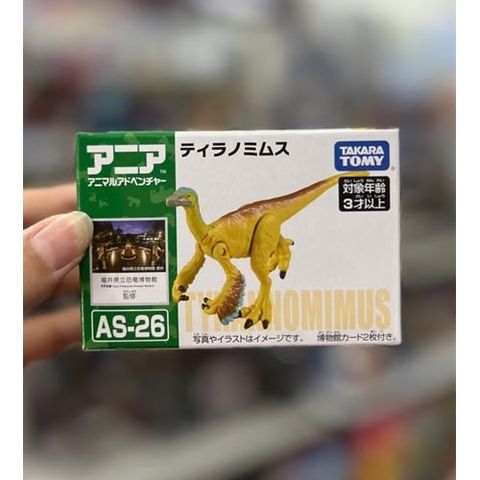 アニア
アニマルアドベンチャー
TM
ティラノミムス
TAKARA
TOMY
対象年齢
3才以上
福井県立恐竜博物館
監修
AS-26
TYRANOMIMUS
写真やイラストはイメージです。
博物館カード2枚付き。